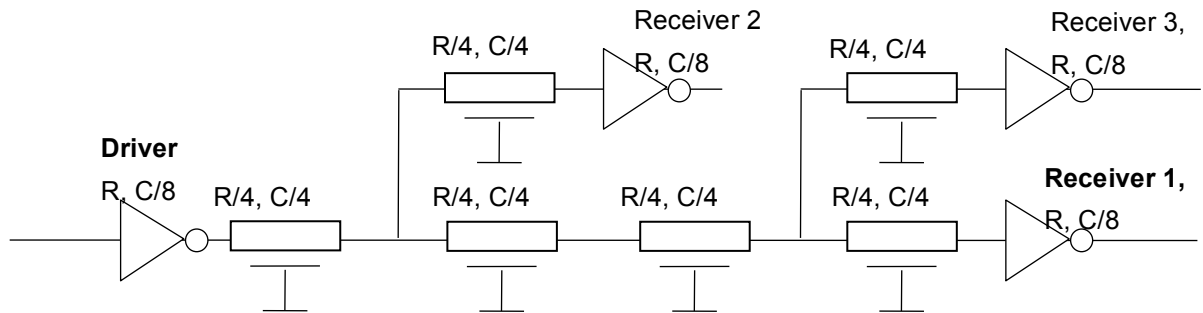 Receiver 2
R/4, C/4
R, C/8
Receiver 3,
R/4, C/4
R, C/8
Driver
R, C/8
R/4, C/4
R/4, C/4
R/4, C/4
R/4, C/4
Receiver 1,
R, C/8